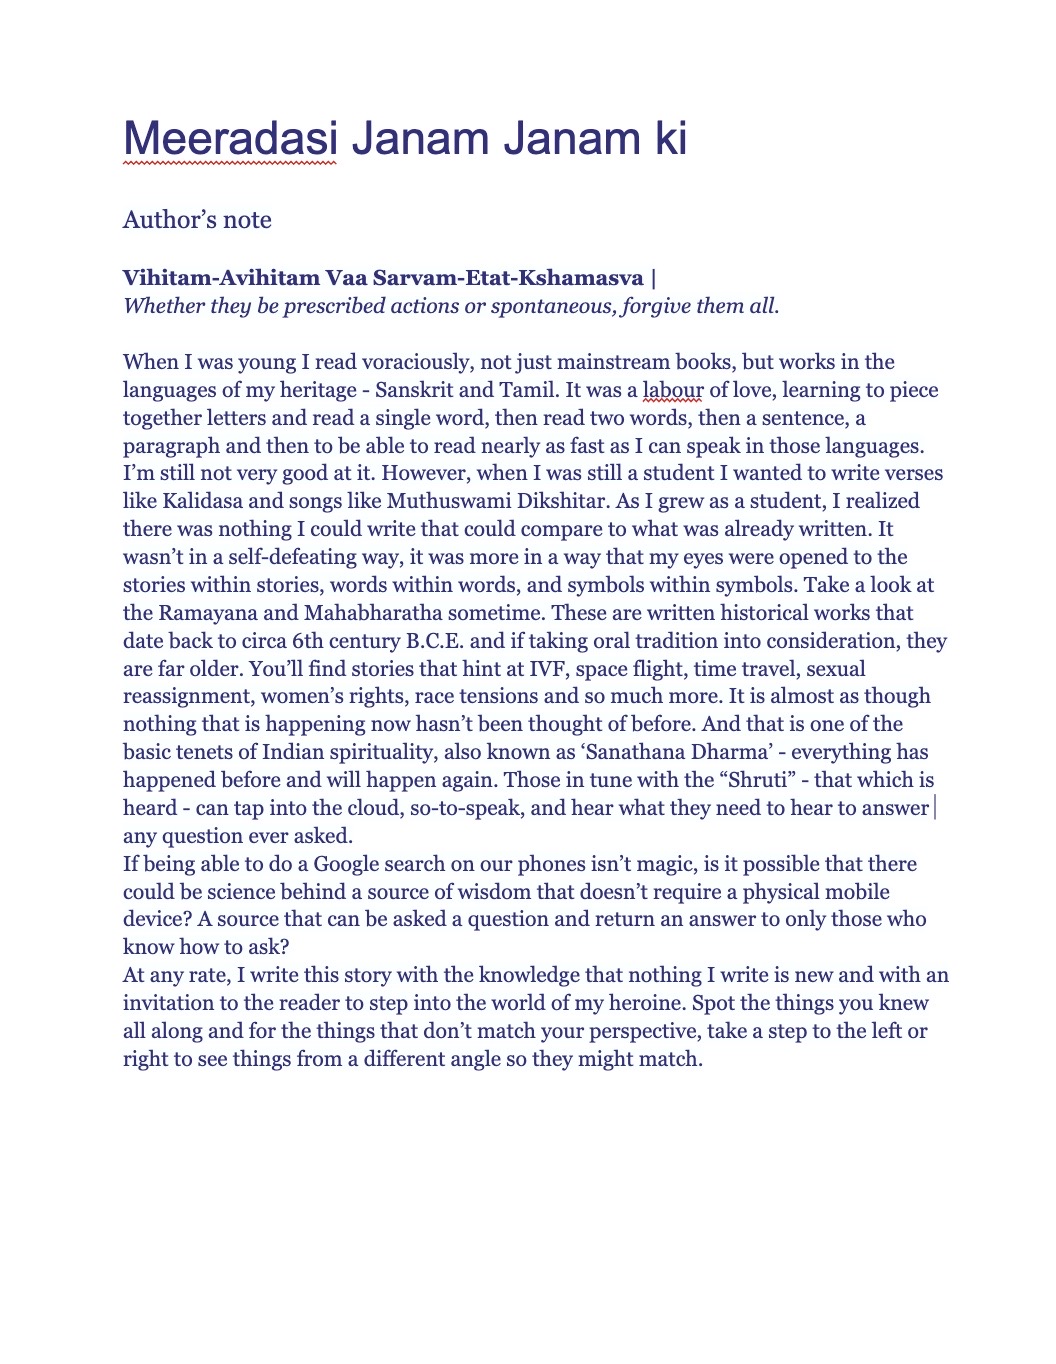 Meeradasi Janam Janam ki
Author’s note
Vihitam-Avihitam Vaa Sarvam-Etat-Kshamasva |
Whether they be prescribed actions or spontaneous, forgive them all.
When I was young I read voraciously, not just mainstream books, but works in the
languages of my heritage - Sanskrit and Tamil. It was a labour of love, learning to piece
together letters and read a single word, then read two words, then a sentence, a
paragraph and then to be able to read nearly as fast as I can speak in those languages.
I’m still not very good at it. However, when I was still a student I wanted to write verses
like Kalidasa and songs like Muthuswami Dikshitar. As I grew as a student, I realized
there was nothing I could write that could compare to what was already written. It
wasn’t in a self-defeating way, it was more in a way that my eyes were opened to the
stories within stories, words within words, and symbols within symbols. Take a look at
the Ramayana and Mahabharatha sometime. These are written historical works that
date back to circa 6th century B.C.E. and if taking oral tradition into consideration, they
are far older. You’ll find stories that hint at IVF, space flight, time travel, sexual
reassignment, women’s rights, race tensions and so much more. It is almost as though
nothing that is happening now hasn’t been thought of before. And that is one of the
basic tenets of Indian spirituality, also known as ‘Sanathana Dharma’ - everything has
happened before and will happen again. Those in tune with the “Shruti” - that which is
heard - can tap into the cloud, so-to-speak, and hear what they need to hear to answer
any question ever asked.
If being able to do a Google search on our phones isn’t magic, is it possible that there
could be science behind a source of wisdom that doesn’t require a physical mobile
device? A source that can be asked a question and return an answer to only those who
know how to ask?
At any rate, I write this story with the knowledge that nothing I write is new and with an
invitation to the reader to step into the world of my heroine. Spot the things you knew
all along and for the things that don’t match your perspective, take a step to the left or
right to see things from a different angle so they might match.